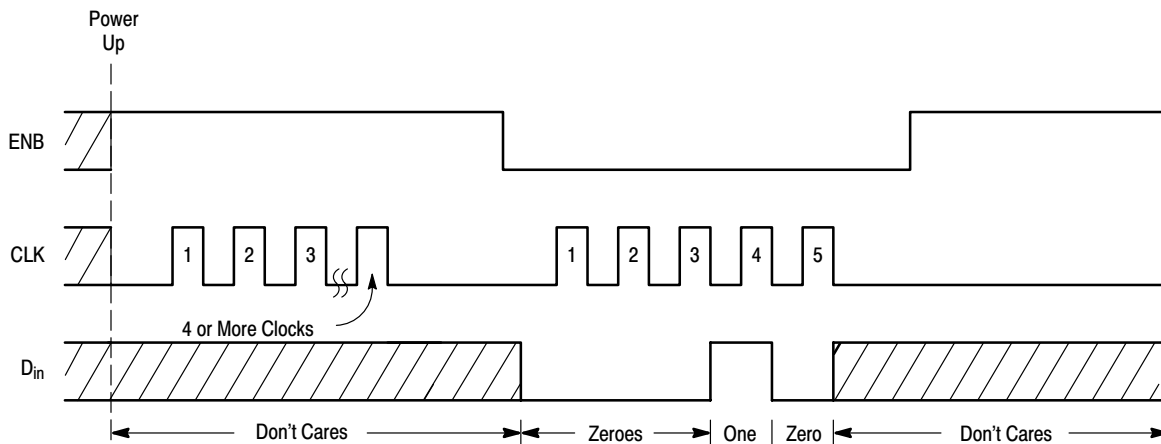 Power
Up
ENB
CLK
1 2 3
1 2 3 4 5
4 or More Clocks
Din
Don't Cares
Zeroes
One
Zero
Don't Cares